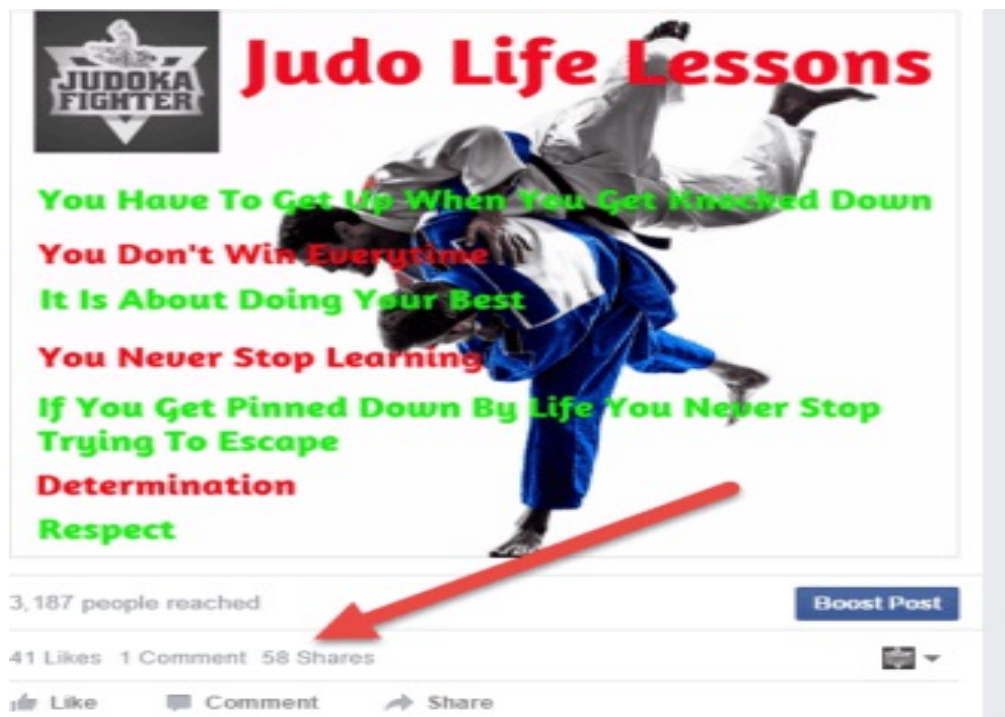 JUDOKA
FIGHTER
Judo Life Lessons
You Have To Get Up When You Get Knocked Down
You Don't Win Everytime
It Is About Doing Your Best
You Never Stop Learning
If You Get Pinned Down By Life You Never Stop
Trying To Escape
Determination
Respect
3,187 people reached
Boost Post
41 Likes 1 Comment 58 Shares
Like Comment Share